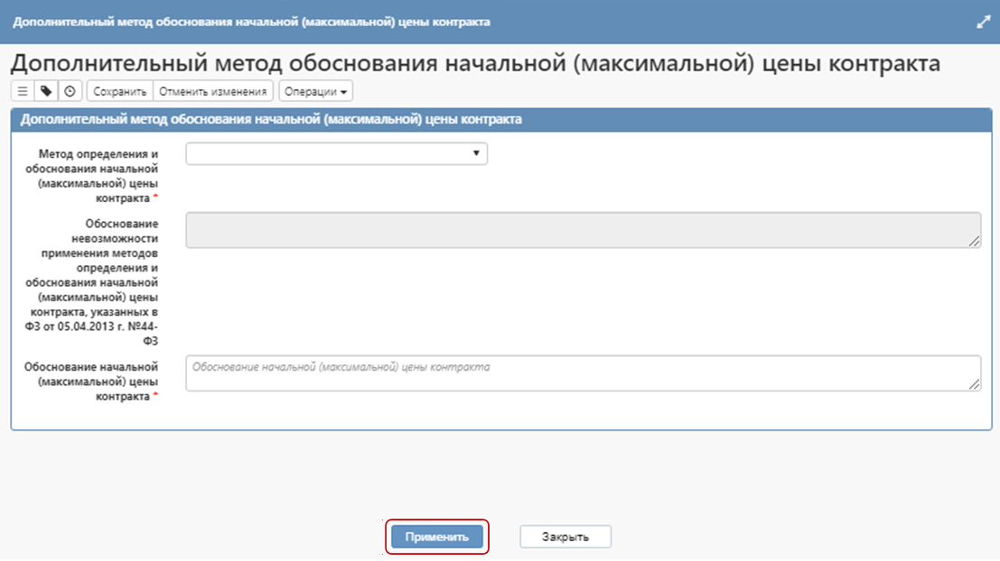 Дополнительный метод обоснования начальной (максимальной) цены контракта
Дополнительный метод обоснования начальной (максимальной) цены контракта
Сохранить Отменить изменения Операции
Дополнительный метод обоснования начальной (максимальной) цены контракта
Метод определения и
обоснования начальной
(максимальной) цены
контракта *
Обоснование
невозможности
применения методов
определения и
обоснования начальной
(максимальной) цены
контракта, указанных в
ФЗ от 05.04.2013 г. №44-
ФЗ
Обоснование начальной
(максимальной) цены
контракта *
Обоснование начальной (максимальной) цены контракта
Применить Закрыть